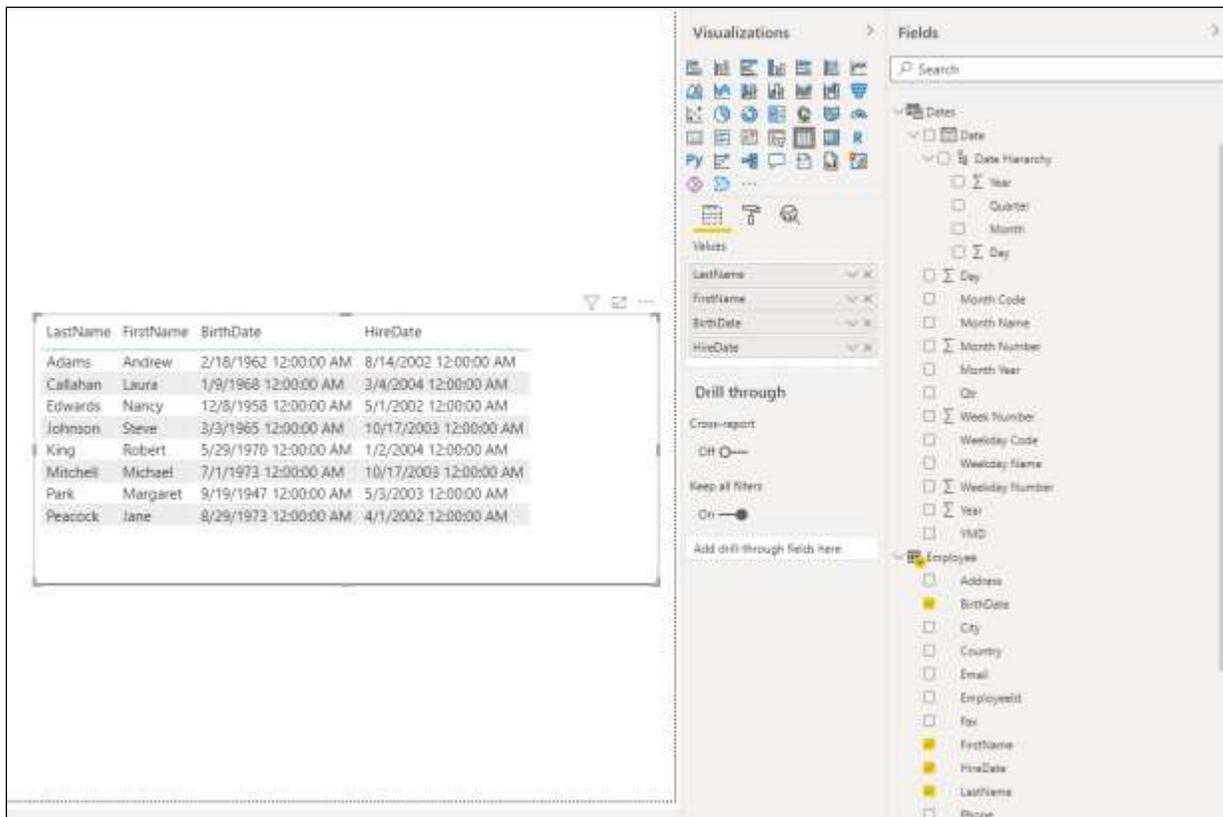 Visualizations
Fields
Search
Dates
Date
Date Hierarchy
Year
Quarter
Month
Day
Day
Month Code
Month Name
Month Number
Month Year
Qtr
Week Number
Weekday Code
Weekday Name
Weekday Number
Year
YMD
Employee
Address
BirthDate
City
Country
Email
EmployeeId
Fax
FirstName
HireDate
LastName
Phone
R
Py
Values
LastName
FirstName
BirthDate
HireDate
Drill through
Cross-report
Off
Keep all filters
On
Add drill-through fields here
LastName FirstName BirthDate HireDate
Adams Andrew 2/18/1962 12:00:00 AM 8/14/2002 12:00:00 AM
Callahan Laura 1/9/1968 12:00:00 AM 3/4/2004 12:00:00 AM
Edwards Nancy 12/8/1958 12:00:00 AM 5/1/2002 12:00:00 AM
Johnson Steve 3/3/1965 12:00:00 AM 10/17/2003 12:00:00 AM
King Robert 5/29/1970 12:00:00 AM 1/2/2004 12:00:00 AM
Mitchell Michael 7/1/1973 12:00:00 AM 10/17/2003 12:00:00 AM
Park Margaret 9/19/1947 12:00:00 AM 5/3/2003 12:00:00 AM
Peacock Jane 8/29/1973 12:00:00 AM 4/1/2002 12:00:00 AM